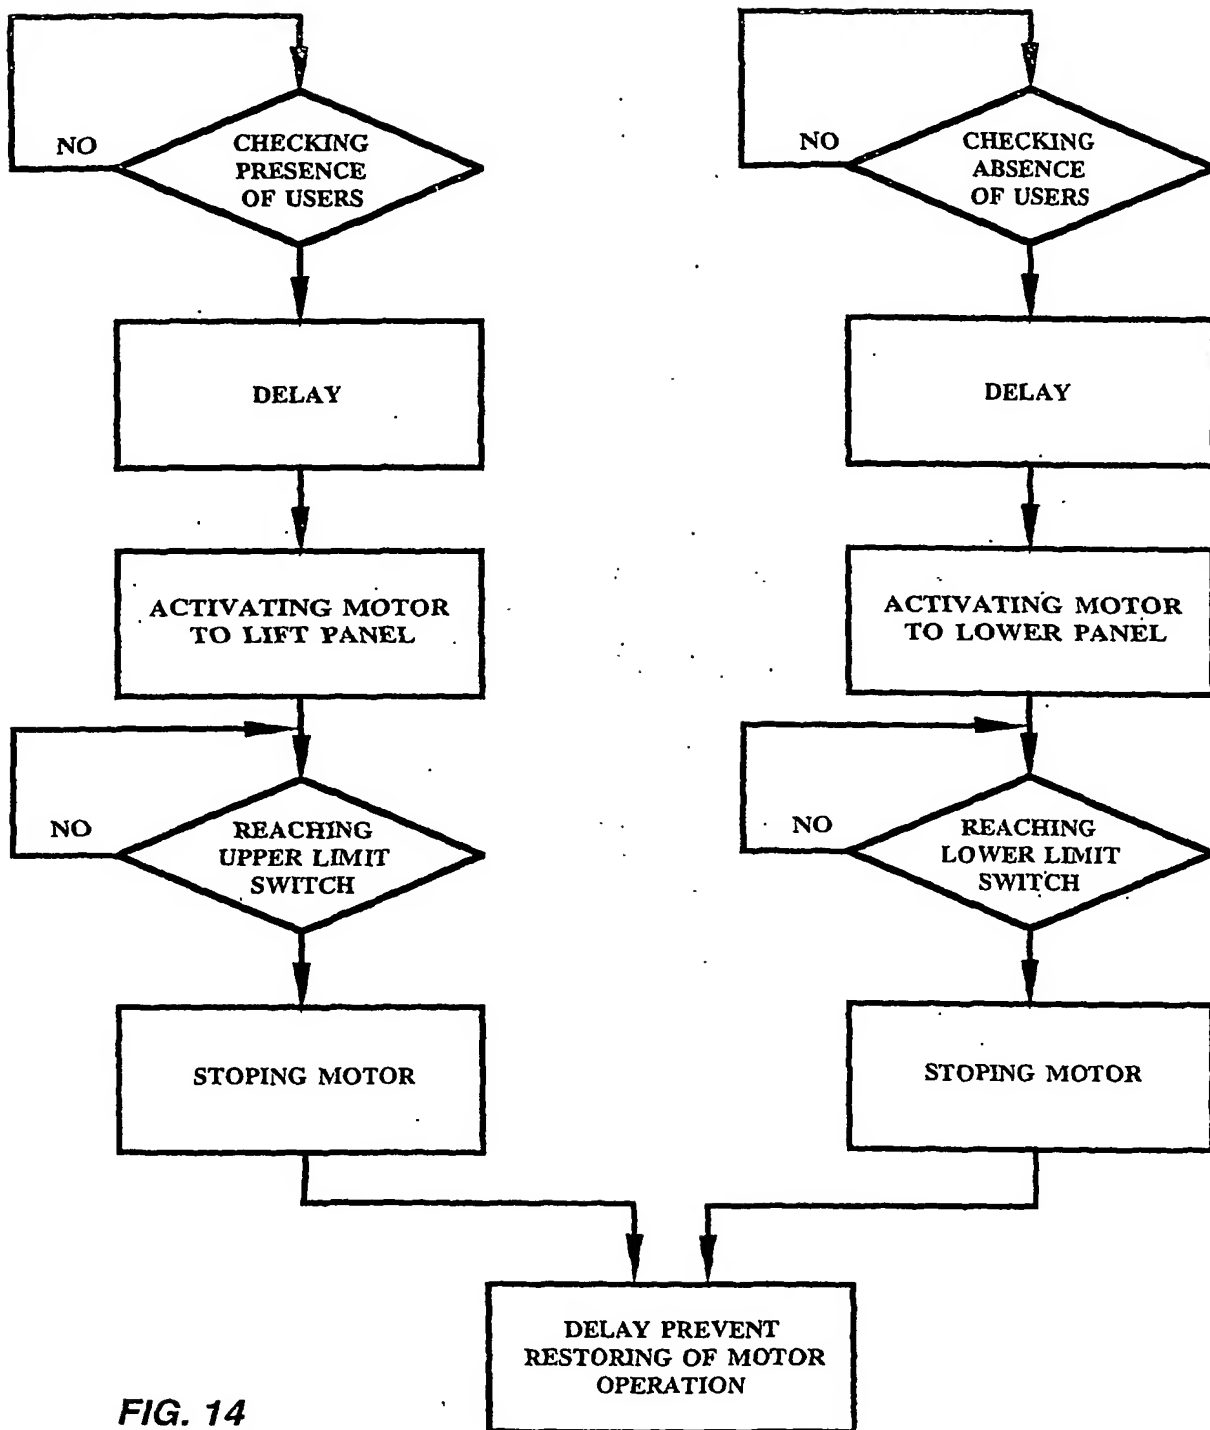 NO
CHECKING
PRESENCE
OF USERS
DELAY
ACTIVATING MOTOR
TO LIFT PANEL
NO
REACHING
UPPER LIMIT
SWITCH
STOPING MOTOR
NO
CHECKING
ABSENCE
OF USERS
DELAY
ACTIVATING MOTOR
TO LOWER PANEL
NO
REACHING
LOWER LIMIT
SWITCH
STOPING MOTOR
DELAY PREVENT
RESTORING OF MOTOR
OPERATION
FIG. 14